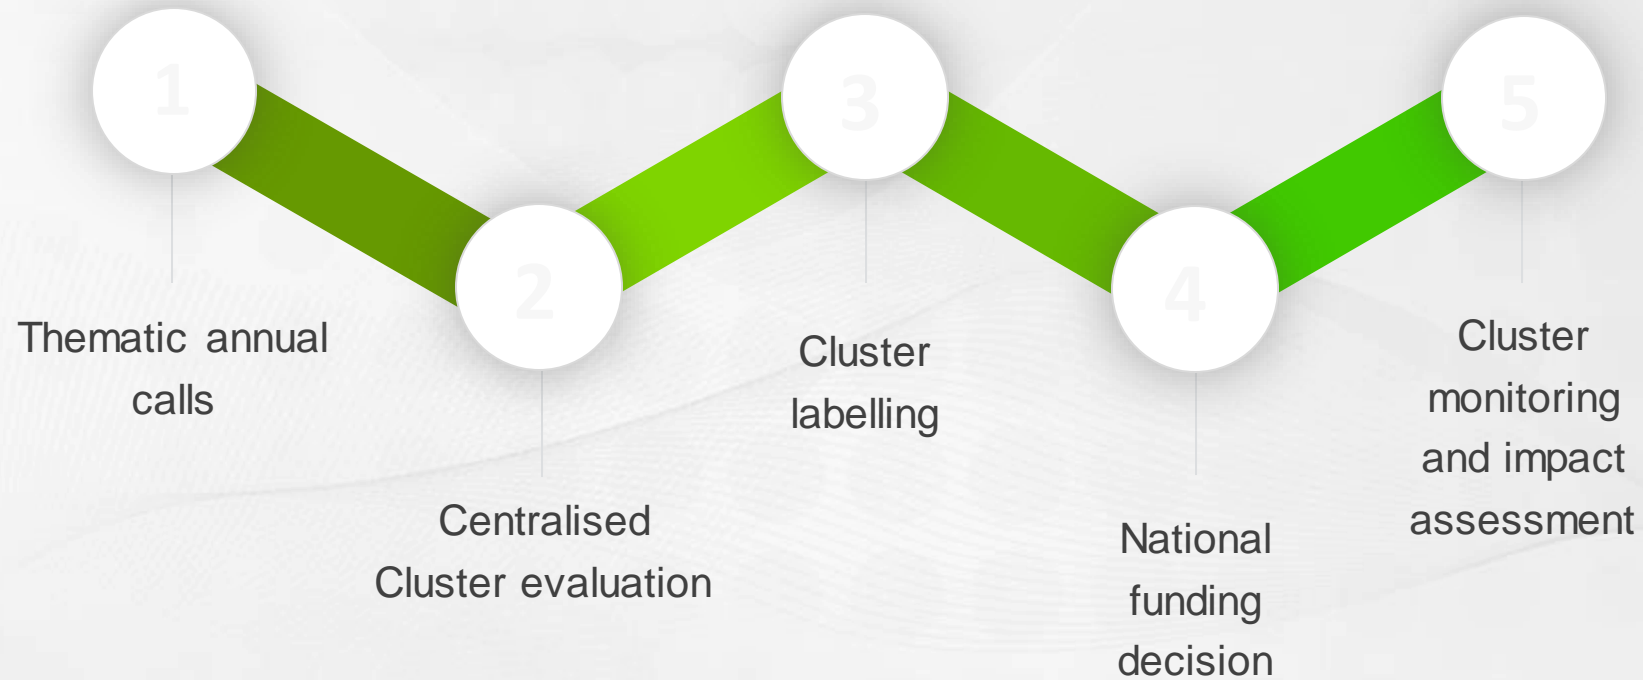 1
Thematic annual
calls
2
Centralised
Cluster evaluation
3
Cluster
labelling
4
National
funding
decision
5
Cluster
monitoring
and impact
assessment